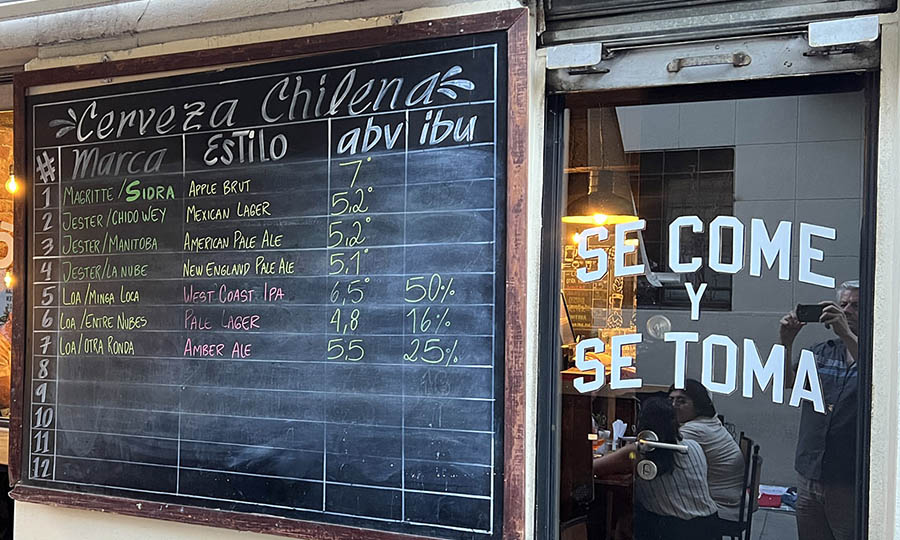 Cerveza Chilena
# Marca Estilo abv ibu
1 Magritte/Sidra Apple Brut 7°
2 Jester/Chido Wey Mexican Lager 5,2°
3 Jester/Manitoba American Pale Ale 5,2°
4 Jester/La Nube New England Pale Ale 5,1°
5 Loa/Minga Loca West Coast IPA 6,5° 50%
6 Loa/Entre Nubes Pale Lager 4,8 16%
7 Loa/Otra Ronda Amber Ale 5.5 25%
8
9
10
11
12
SE COME
Y
SE TOMA